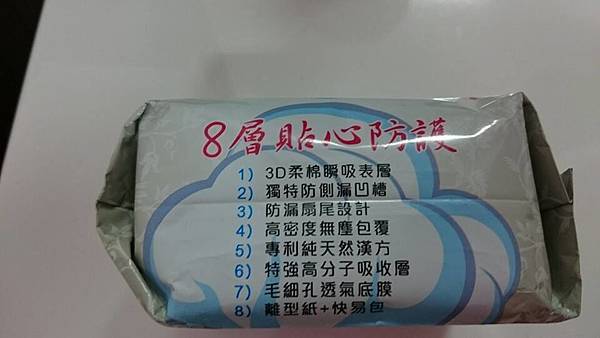 8層貼心防護
1) 3D柔棉瞬吸表層
2) 獨特防側漏凹槽
3) 防漏扇尾設計
4) 高密度無塵包覆
5) 專利純天然漢方
6) 特強高分子吸收層
7) 毛細孔透氣底膜
8) 離型紙+快易包